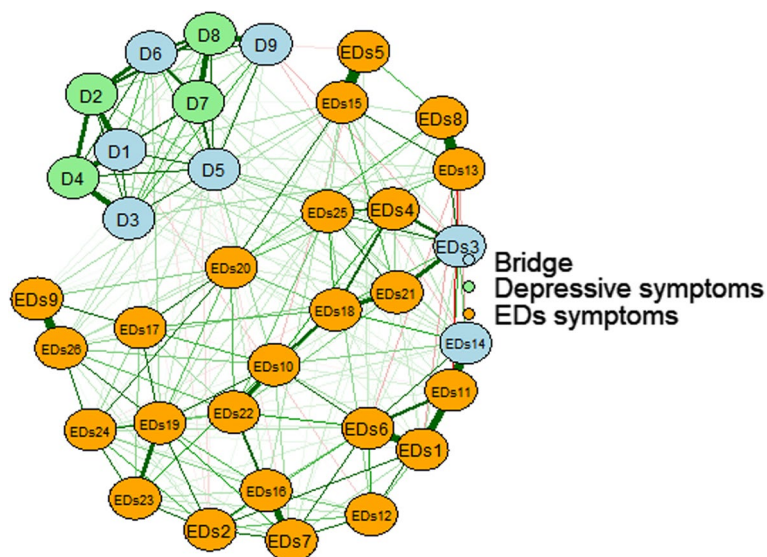 D8
D9
D6
EDs5
D2
D7
EDs15
EDs8
D1
D4
D5
EDs13
D3
EDs25
EDs4
EDs3
Bridge
EDs20
Depressive symptoms
EDs9
EDs21
EDs18
EDs symptoms
EDs17
EDs26
EDs14
EDs10
EDs11
EDs22
EDs24
EDs19
EDs6
EDs1
EDs23
EDs16
EDs2
EDs7
EDs12